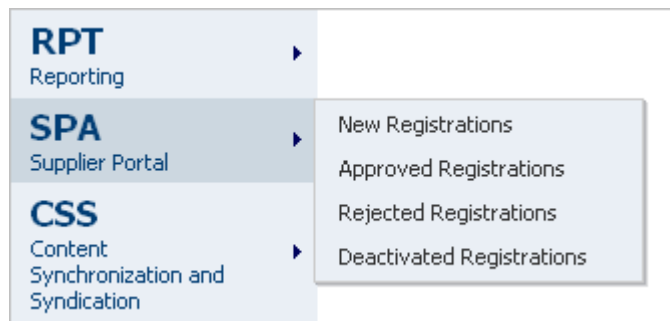 RPT
Reporting
SPA
Supplier Portal
New Registrations
Approved Registrations
Rejected Registrations
Deactivated Registrations
CSS
Content
Synchronization and
Syndication